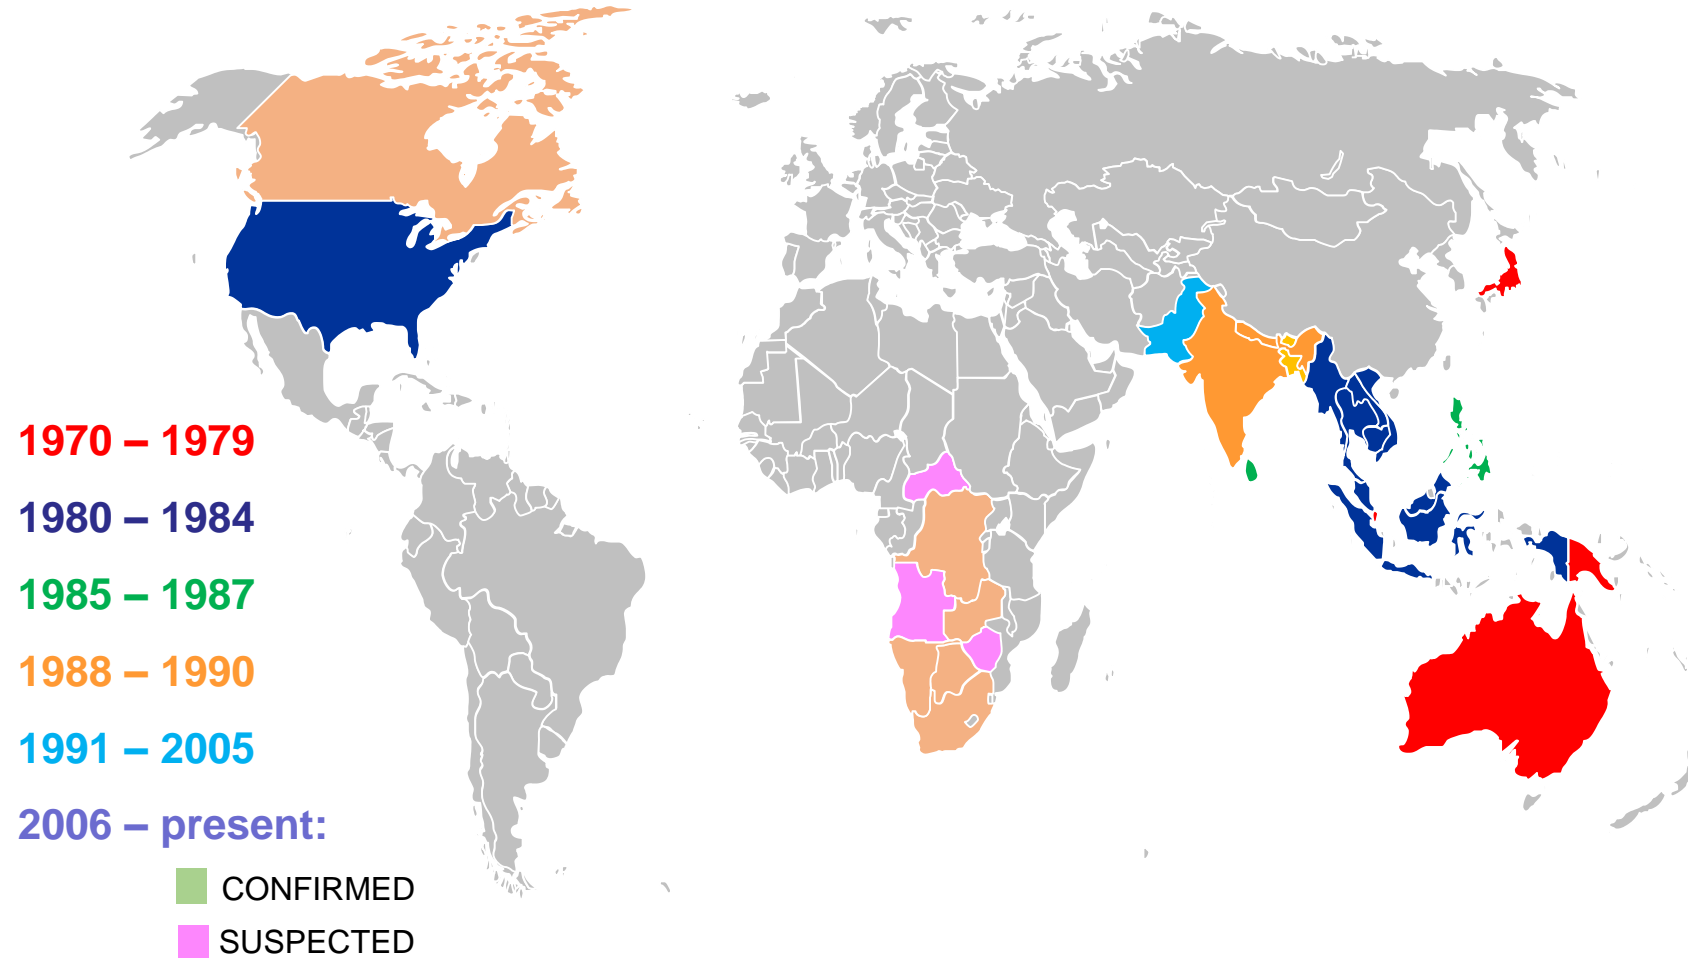 1970 – 1979
1980 – 1984
1985 – 1987
1988 – 1990
1991 – 2005
2006 – present:
CONFIRMED
SUSPECTED